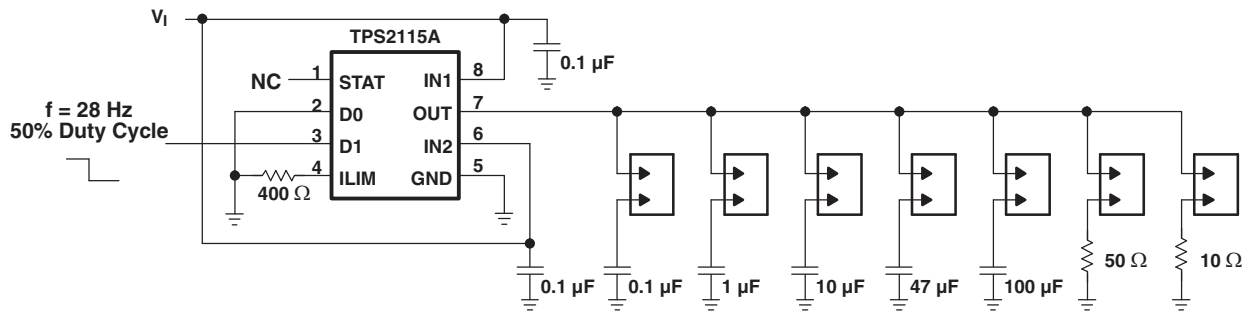 VI
TPS2115A
0.1 µF
NC
1
STAT
IN1
8
f = 28 Hz
50% Duty Cycle
2
D0
OUT
7
3
D1
IN2
6
4
ILIM
GND
5
400 Ω
0.1 µF
0.1 µF
1 µF
10 µF
47 µF
100 µF
50 Ω
10 Ω